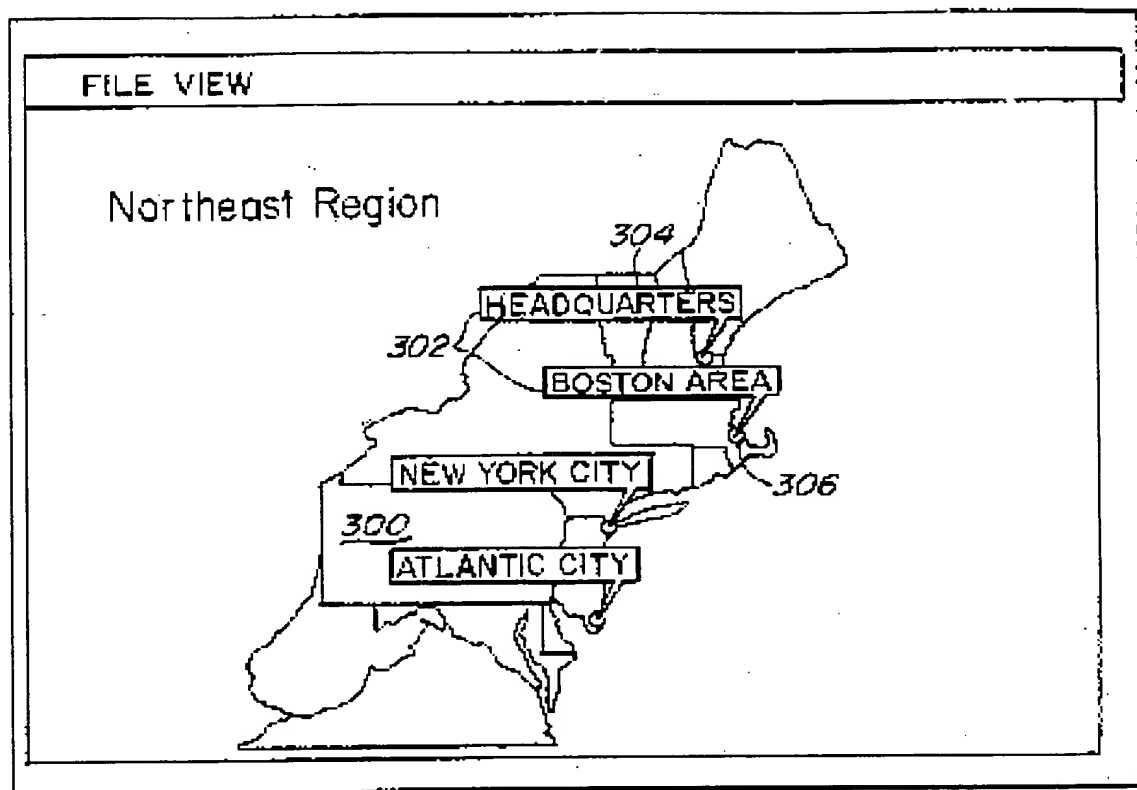 FILE VIEW
Northeast Region
304
HEADQUARTERS
302
BOSTON AREA
NEW YORK CITY
306
300
ATLANTIC CITY